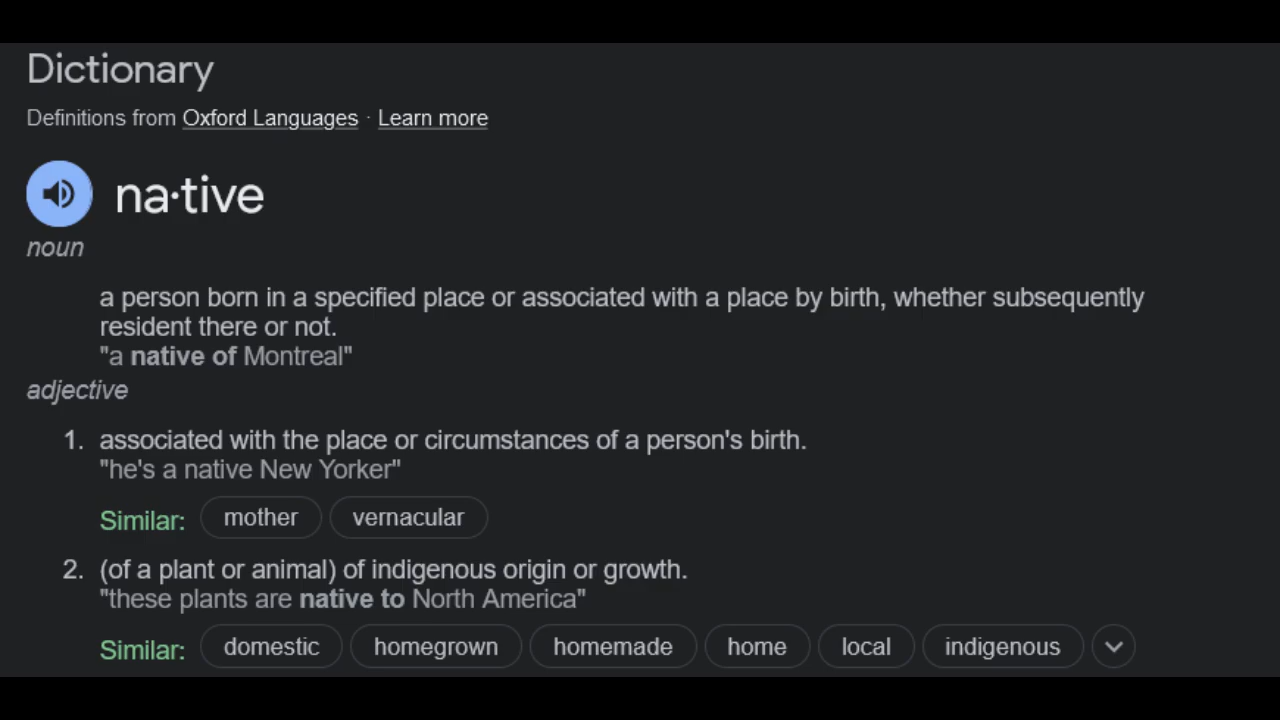 Dictionary
Definitions from Oxford Languages · Learn more
na·tive
noun
a person born in a specified place or associated with a place by birth, whether subsequently
resident there or not.
"a native of Montreal"
adjective
1. associated with the place or circumstances of a person's birth.
"he's a native New Yorker"
Similar: mother vernacular
2. (of a plant or animal) of indigenous origin or growth.
"these plants are native to North America"
Similar: domestic homegrown homemade home local indigenous